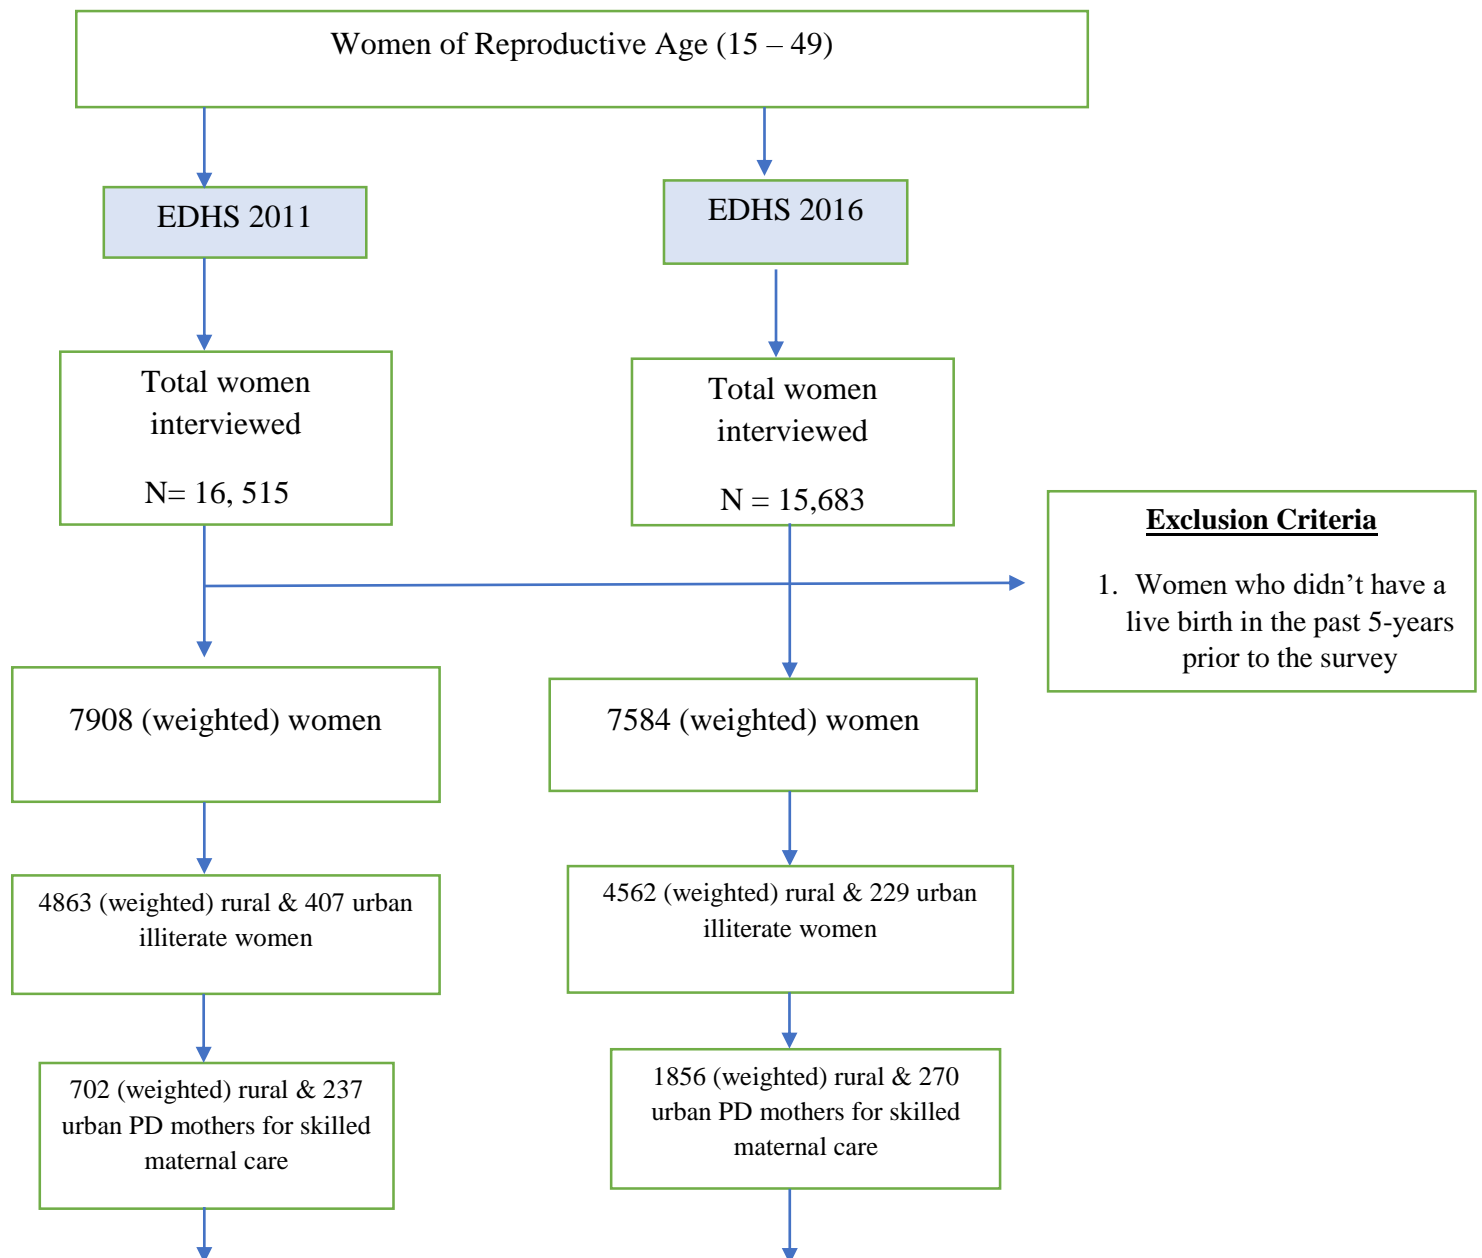 Women of Reproductive Age (15 – 49)
EDHS 2011
EDHS 2016
Total women
interviewed
N= 16, 515
Total women
interviewed
N = 15,683
Exclusion Criteria
1. Women who didn’t have a
live birth in the past 5-years
prior to the survey
7908 (weighted) women
7584 (weighted) women
4863 (weighted) rural & 407 urban
illiterate women
4562 (weighted) rural & 229 urban
illiterate women
702 (weighted) rural & 237
urban PD mothers for skilled
maternal care
1856 (weighted) rural & 270
urban PD mothers for skilled
maternal care